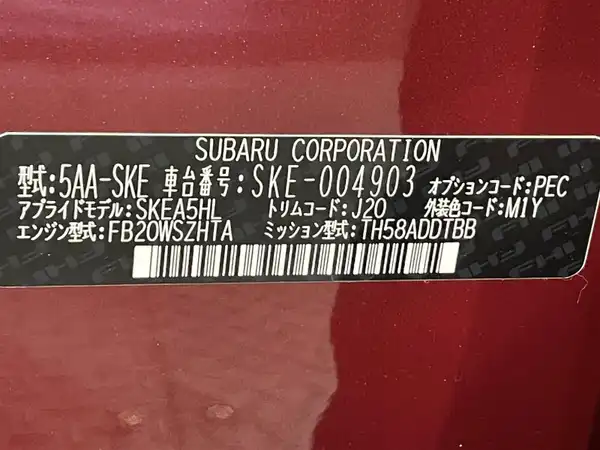 SUBARU CORPORATION
型式:5AA-SKE 車台番号:SKE-004903 オプションコード:PEC
アプライドモデル:SKEA5HL トリムコード:J20 外装色コード:M1Y
エンジン型式:FB20WSZHTA ミッション型式:TH58ADDTBB